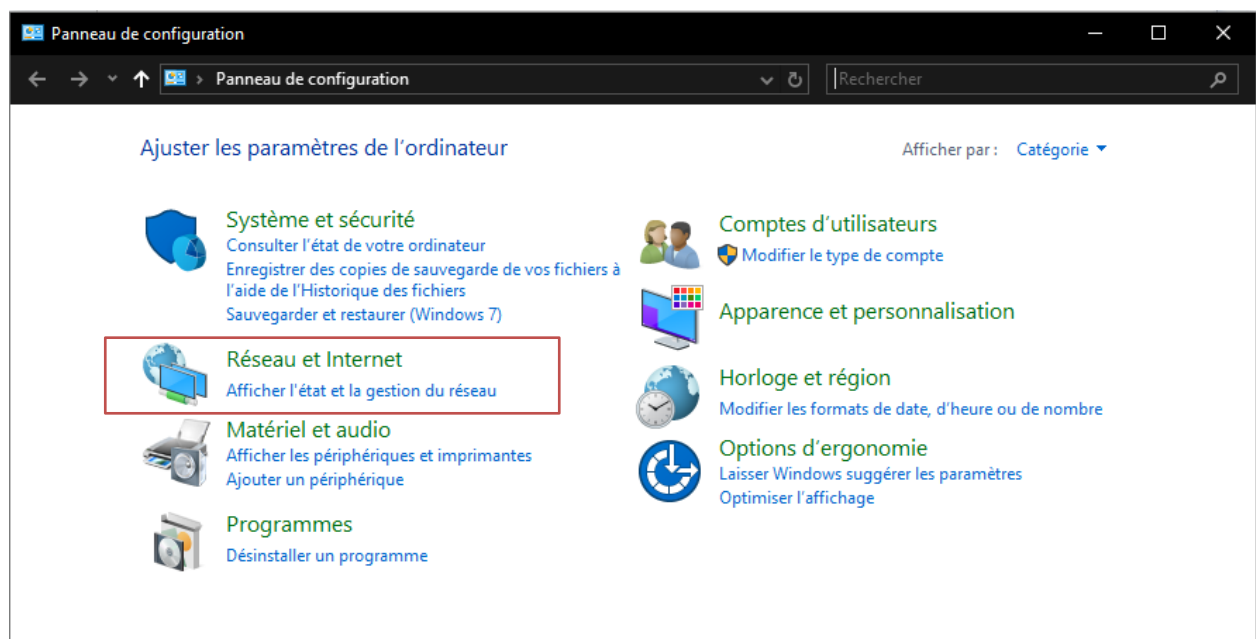 Panneau de configuration
Panneau de configuration
Rechercher
Ajuster les paramètres de l'ordinateur
Afficher par : Catégorie
Système et sécurité
Consulter l'état de votre ordinateur
Enregistrer des copies de sauvegarde de vos fichiers à
l'aide de l'Historique des fichiers
Sauvegarder et restaurer (Windows 7)
Réseau et Internet
Afficher l'état et la gestion du réseau
Matériel et audio
Afficher les périphériques et imprimantes
Ajouter un périphérique
Programmes
Désinstaller un programme
Comptes d'utilisateurs
Modifier le type de compte
Apparence et personnalisation
Horloge et région
Modifier les formats de date, d'heure ou de nombre
Options d'ergonomie
Laisser Windows suggérer les paramètres
Optimiser l'affichage